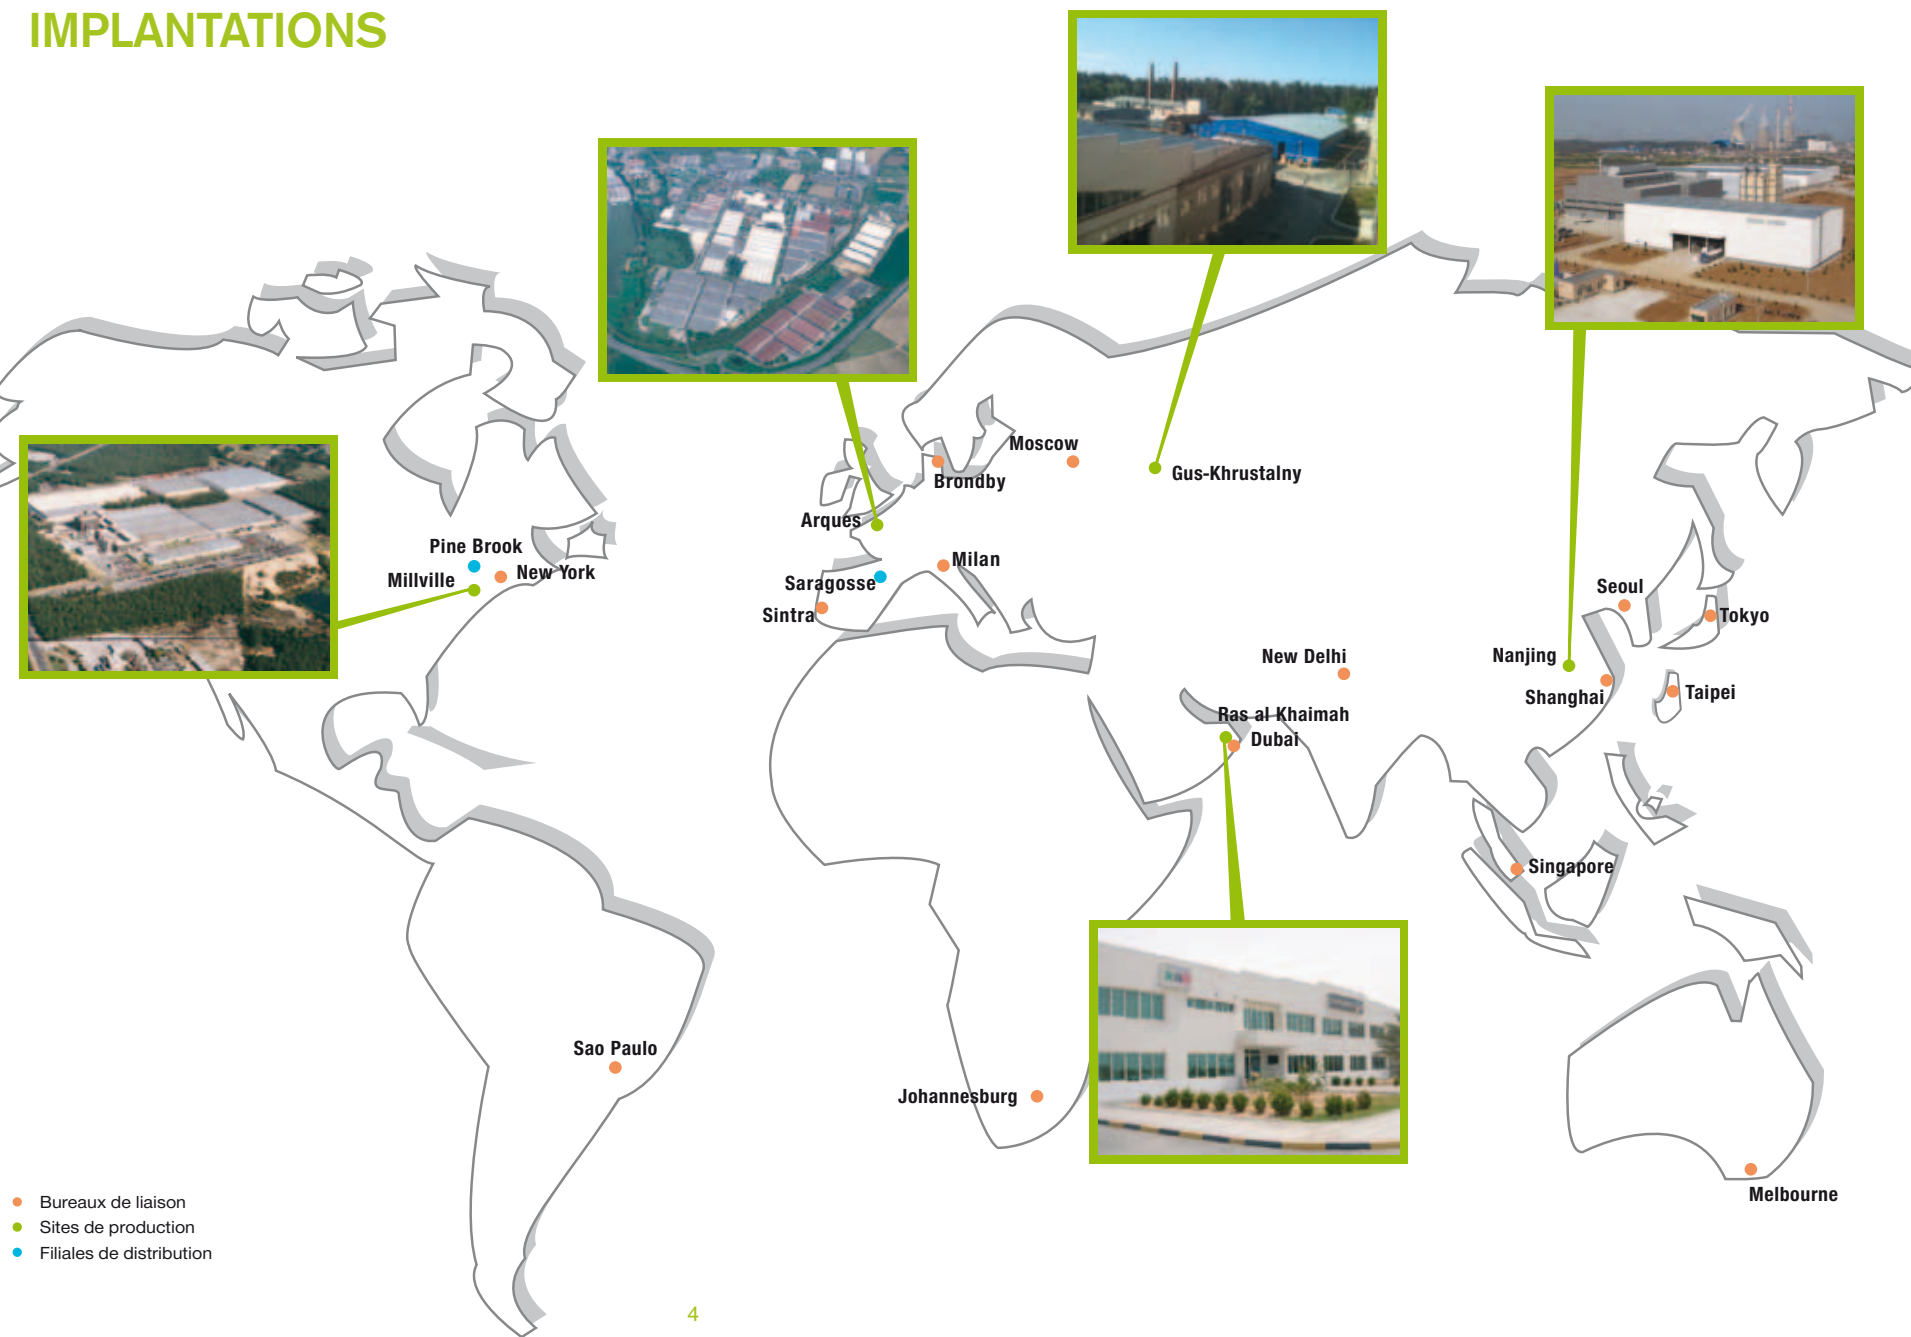 IMPLANTATIONS
Moscow
Gus-Khrustalny
Brondby
Arques
Pine Brook
New York
Millville
Milan
Saragosse
Sintra
Seoul
Tokyo
New Delhi
Nanjing
Shanghai
Taipei
Ras al Khaimah
Dubai
Singapore
Sao Paulo
Johannesburg
Melbourne
Bureaux de liaison
Sites de production
Filiales de distribution
4